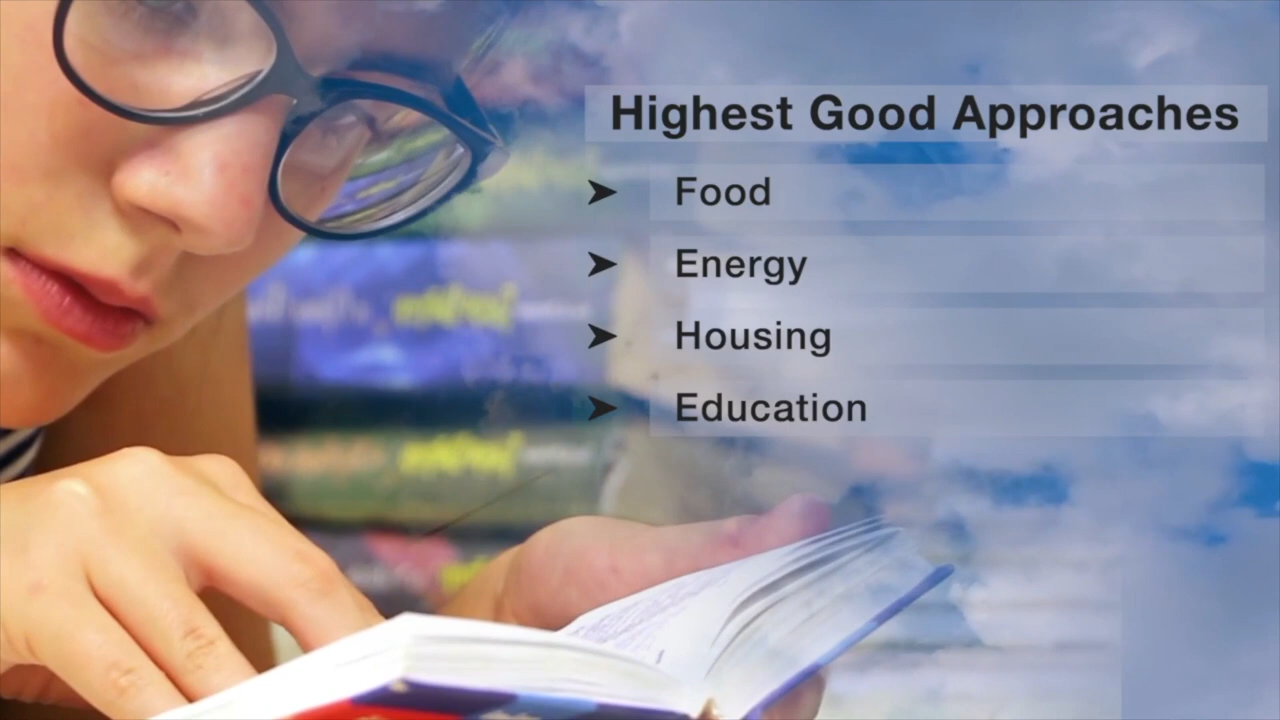 Highest Good Approaches
➤ Food
➤ Energy
➤ Housing
➤ Education